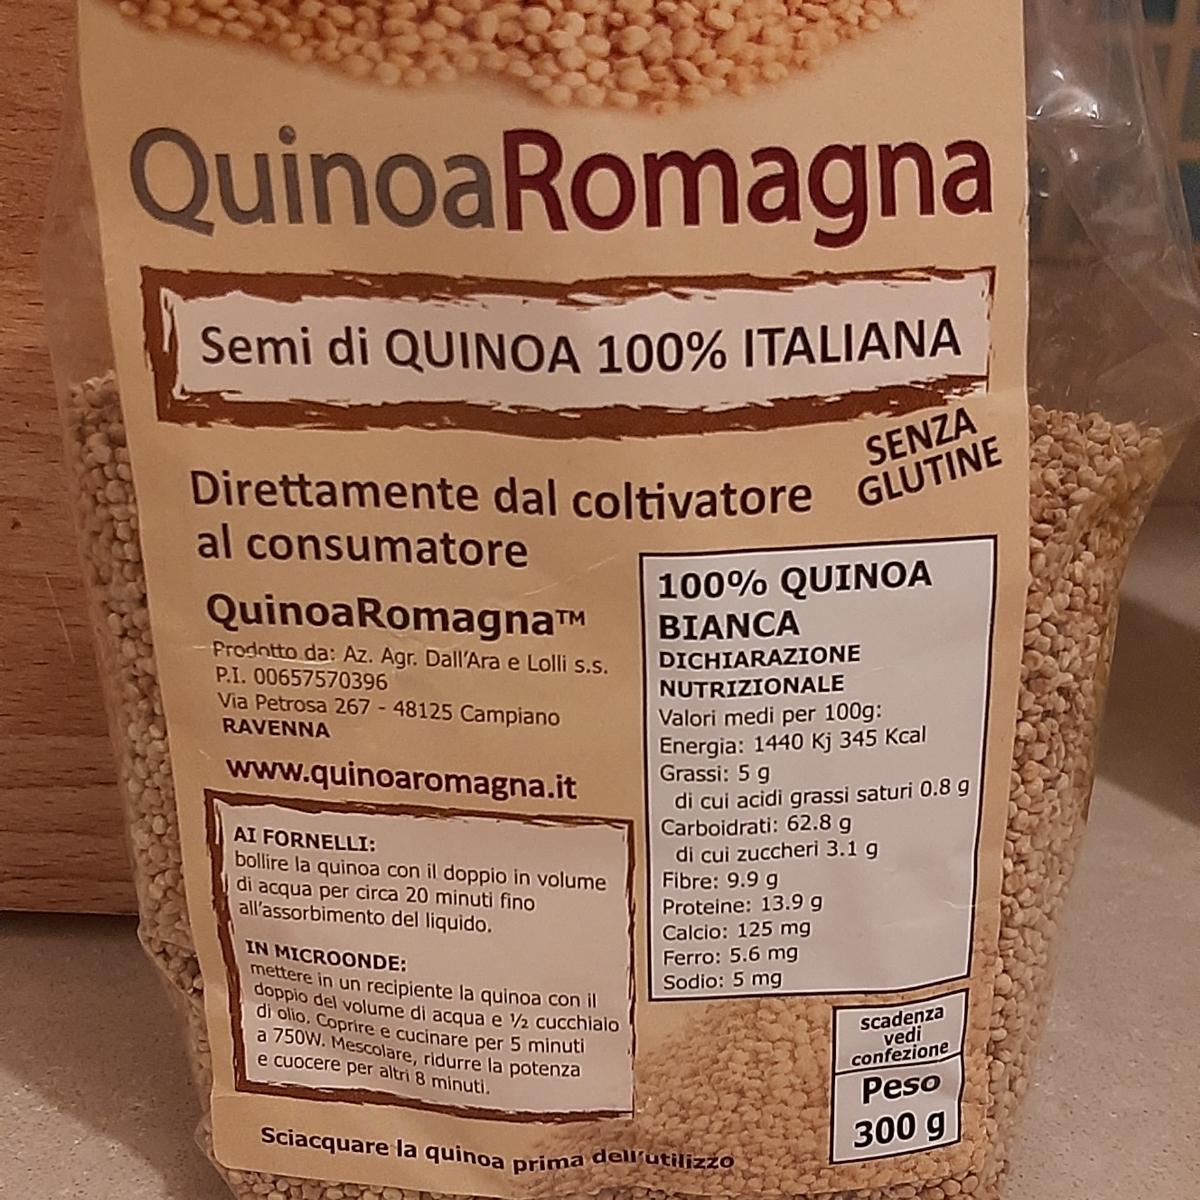 QuinoaRomagna
Semi di QUINOA 100% ITALIANA
SENZA
GLUTINE
Direttamente dal coltivatore
al consumatore
QuinoaRomagna™
Prodotto da: Az. Agr. Dall'Ara e Lolli s.s.
P.I. 00657570396
Via Petrosa 267 - 48125 Campiano
RAVENNA
www.quinoaromagna.it
AI FORNELLI:
bollire la quinoa con il doppio in volume
di acqua per circa 20 minuti fino
all'assorbimento del liquido.
IN MICROONDE:
mettere in un recipiente la quinoa con il
doppio del volume di acqua e ½ cucchiaio
di olio. Coprire e cucinare per 5 minuti
a 750W. Mescolare, ridurre la potenza
e cuocere per altri 8 minuti.
100% QUINOA
BIANCA
DICHIARAZIONE
NUTRIZIONALE
Valori medi per 100g:
Energia: 1440 Kj 345 Kcal
Grassi: 5 g
di cui acidi grassi saturi 0.8 g
Carboidrati: 62.8 g
di cui zuccheri 3.1 g
Fibre: 9.9 g
Proteine: 13.9 g
Calcio: 125 mg
Ferro: 5.6 mg
Sodio: 5 mg
scadenza
vedi
confezione
Peso
300 g
Sciacquare la quinoa prima dell'utilizzo